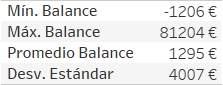 Mín. Balance -1206 €
Máx. Balance 81204 €
Promedio Balance 1295 €
Desv. Estándar 4007 €